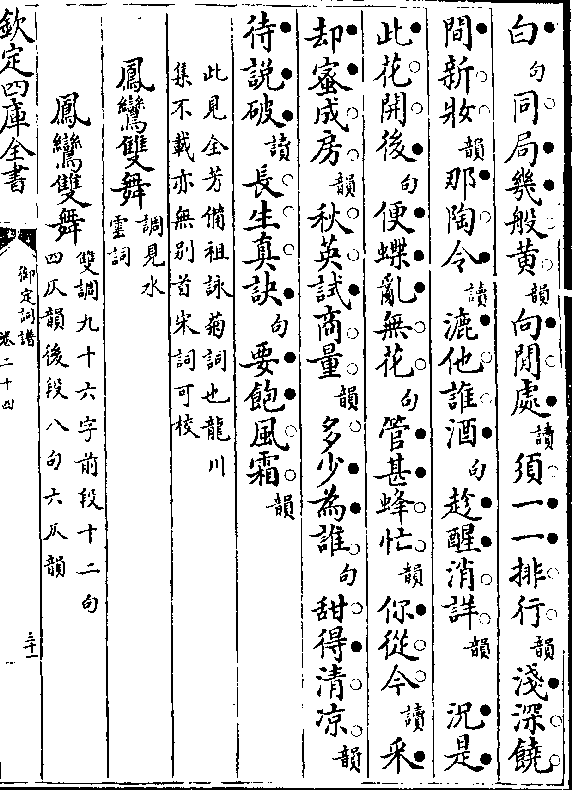 白句同局幾般黄韻向閒處讀須一一排行韻淺深饒
間新妝韻那陶令讀漉他誰酒句趁醒消詳韻 況是
此花開後句便蝶亂無花句管甚蜂忙韻你從今讀采
却蜜成房韻秋英試商量韻多少為誰句甜得清凉韻
待説破讀長生真訣句要飽風霜韻
此見全芳備祖詠菊詞也龍川
集不載亦無别首宋詞可校
鳳鸞雙舞調見水
雲詞
鳳鸞雙舞雙調九十六字前段十二句
四仄韻後段八句六仄韻
欽定四庫全書
御定詞譜
卷二十四
三十一